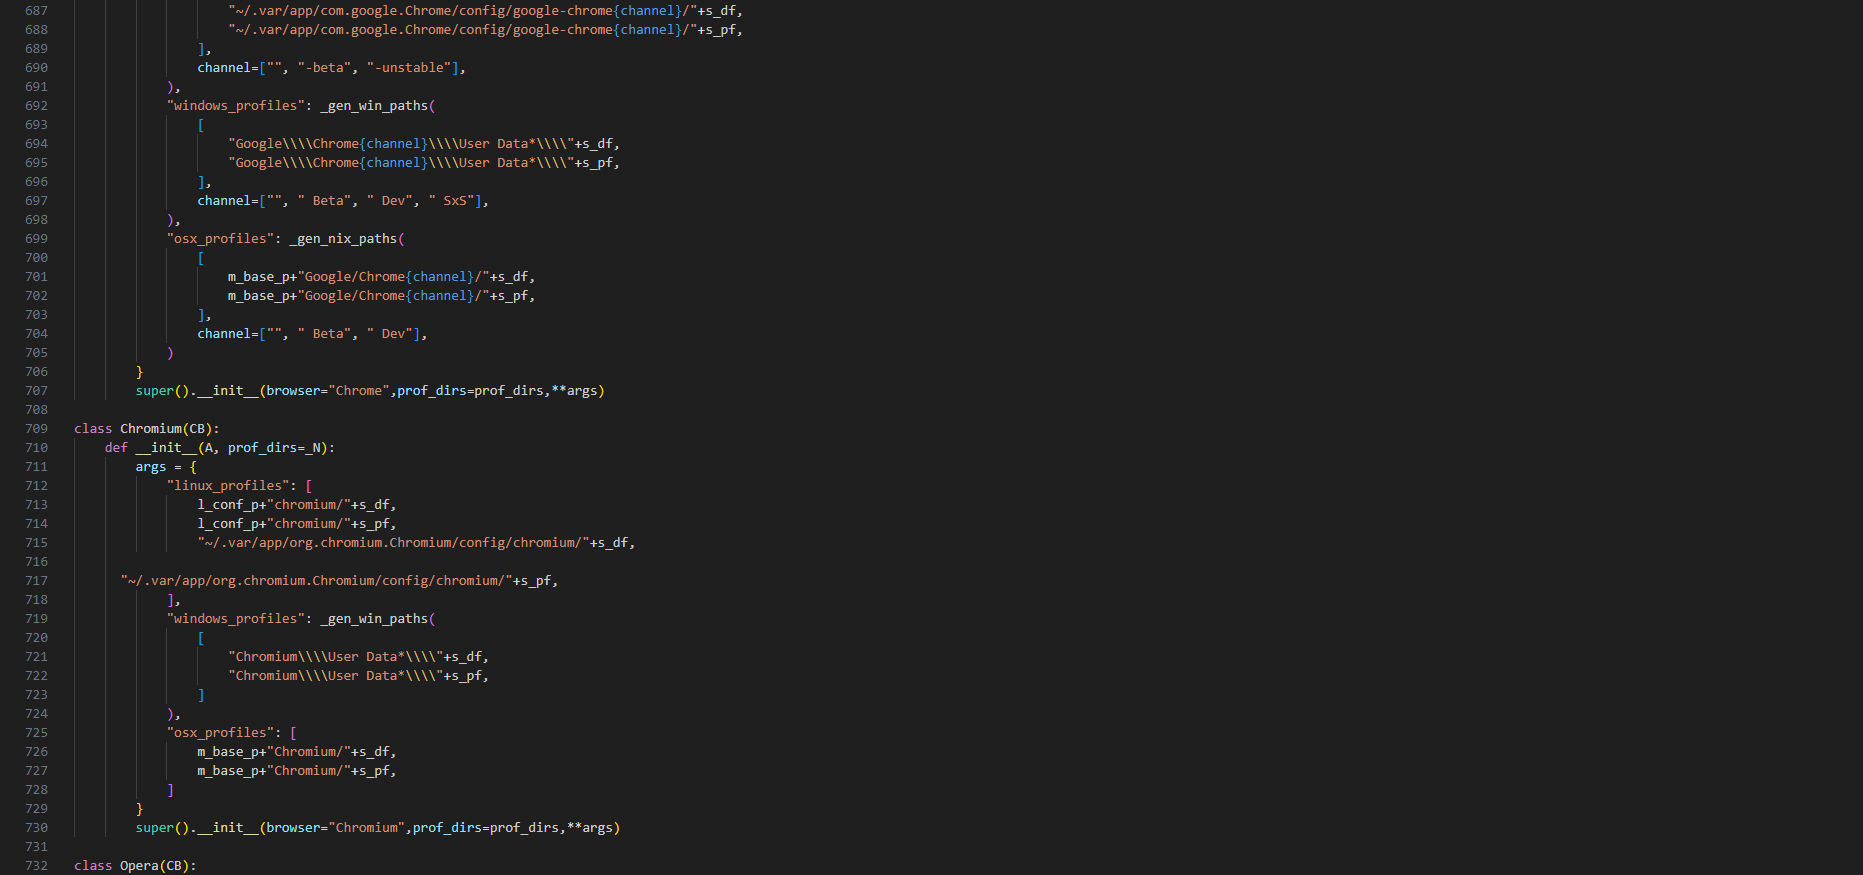 687                     "~/.var/app/com.google.Chrome/config/google-chrome{channel}/"+s_df,
688                     "~/.var/app/com.google.Chrome/config/google-chrome{channel}/"+s_pf,
689                 ],
690                 channel=["", "-beta", "-unstable"],
691             ),
692             "windows_profiles": _gen_win_paths(
693                 [
694                     "Google\\\\Chrome{channel}\\\\User Data*\\\\"+s_df,
695                     "Google\\\\Chrome{channel}\\\\User Data*\\\\"+s_pf,
696                 ],
697                 channel=["", " Beta", " Dev", " SxS"],
698             ),
699             "osx_profiles": _gen_nix_paths(
700                 [
701                     m_base_p+"Google/Chrome{channel}/"+s_df,
702                     m_base_p+"Google/Chrome{channel}/"+s_pf,
703                 ],
704                 channel=["", " Beta", " Dev"],
705             )
706         }
707         super().__init__(browser="Chrome",prof_dirs=prof_dirs,**args)
708
709 class Chromium(CB):
710     def __init__(A, prof_dirs=_N):
711         args = {
712             "linux_profiles": [
713                 l_conf_p+"chromium/"+s_df,
714                 l_conf_p+"chromium/"+s_pf,
715                 "~/.var/app/org.chromium.Chromium/config/chromium/"+s_df,
716
717       "~/.var/app/org.chromium.Chromium/config/chromium/"+s_pf,
718             ],
719             "windows_profiles": _gen_win_paths(
720                 [
721                     "Chromium\\\\User Data*\\\\"+s_df,
722                     "Chromium\\\\User Data*\\\\"+s_pf,
723                 ]
724             ),
725             "osx_profiles": [
726                 m_base_p+"Chromium/"+s_df,
727                 m_base_p+"Chromium/"+s_pf,
728             ]
729         }
730         super().__init__(browser="Chromium",prof_dirs=prof_dirs,**args)
731
732 class Opera(CB):